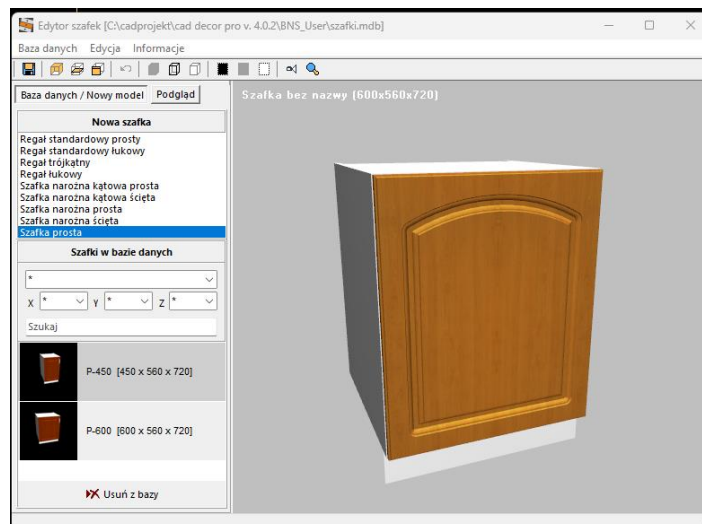 Edytor szafek [C:\cadprojekt\cad decor pro v. 4.0.2\BNS_User\szafki.mdb]
Baza danych Edycja Informacje
Baza danych / Nowy model Podgląd
Szafka bez nazwy (600x560x720)
Nowa szafka
Regał standardowy prosty
Regał standardowy łukowy
Regał trójkątny
Regał łukowy
Szafka narożna kątowa prosta
Szafka narożna kątowa ścięta
Szafka narożna prosta
Szafka narożna ścięta
Szafka prosta
Szafki w bazie danych
*
X * Y * Z *
Szukaj
P-450 [450 x 560 x 720]
P-600 [600 x 560 x 720]
Usuń z bazy